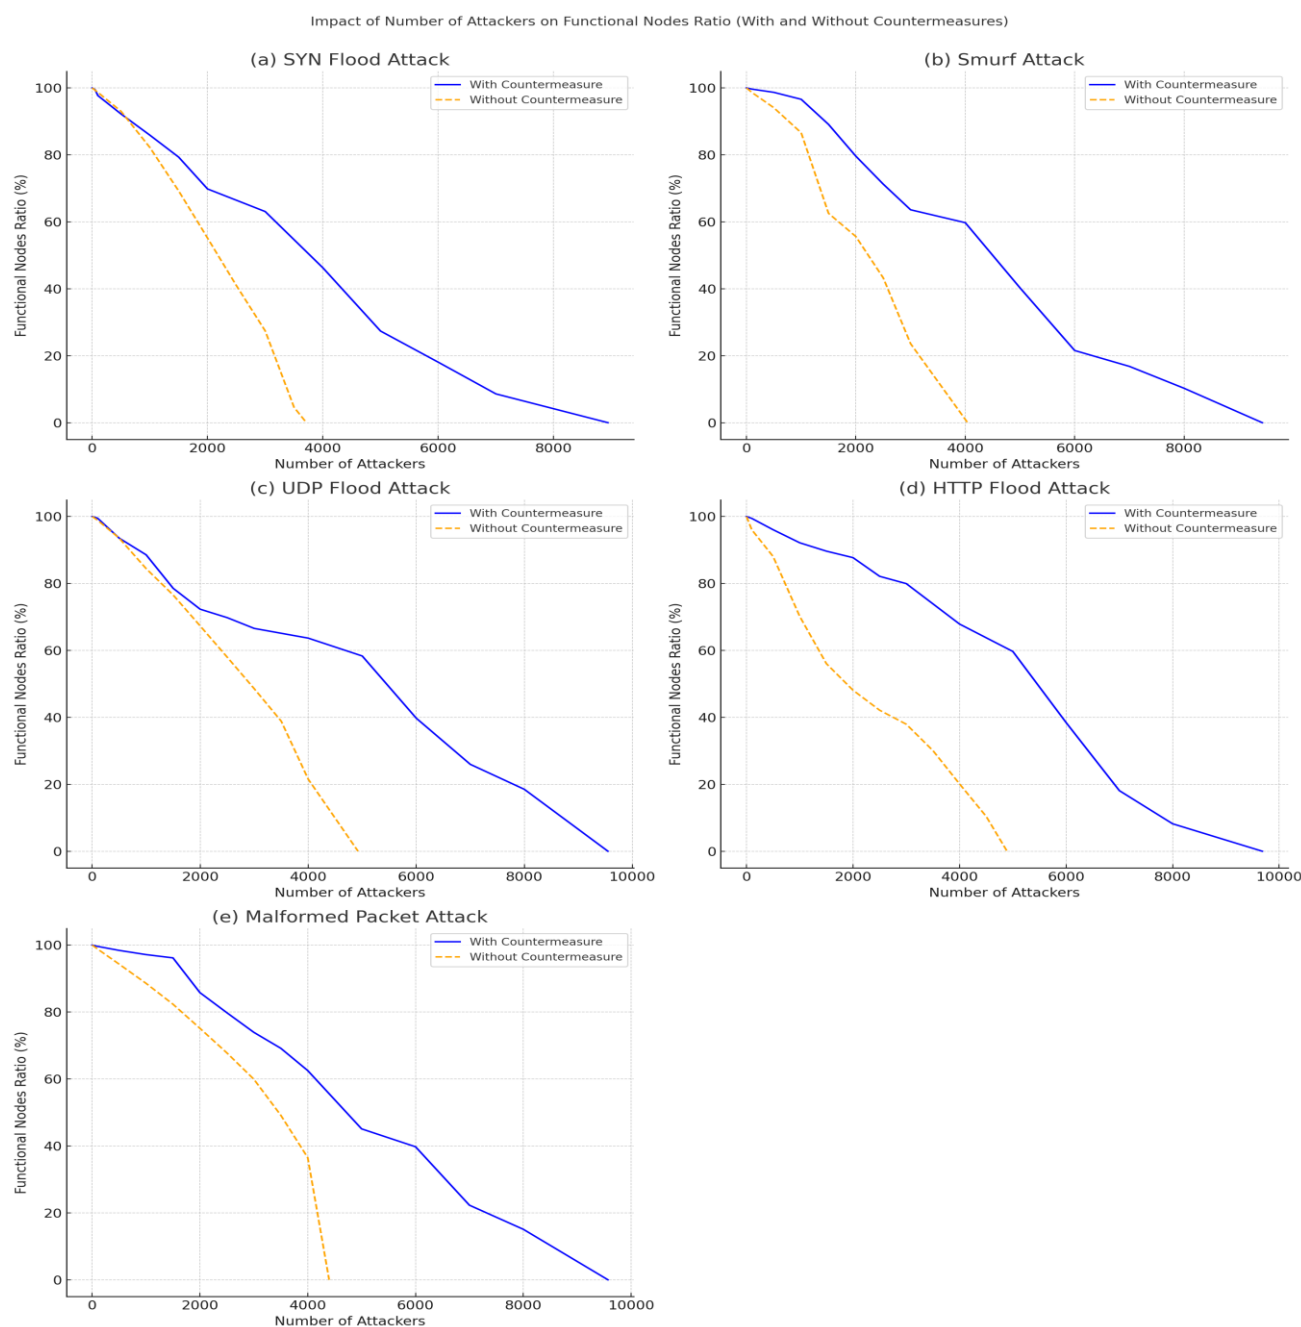 Impact of Number of Attackers on Functional Nodes Ratio (With and Without Countermeasures)
(a) SYN Flood Attack
With Countermeasure
Without Countermeasure
Functional Nodes Ratio (%)
100
80
60
40
20
0
0 2000 4000 6000 8000
Number of Attackers
(b) Smurf Attack
With Countermeasure
Without Countermeasure
Functional Nodes Ratio (%)
100
80
60
40
20
0
0 2000 4000 6000 8000
Number of Attackers
(c) UDP Flood Attack
With Countermeasure
Without Countermeasure
Functional Nodes Ratio (%)
100
80
60
40
20
0
0 2000 4000 6000 8000 10000
Number of Attackers
(d) HTTP Flood Attack
With Countermeasure
Without Countermeasure
Functional Nodes Ratio (%)
100
80
60
40
20
0
0 2000 4000 6000 8000 10000
Number of Attackers
(e) Malformed Packet Attack
With Countermeasure
Without Countermeasure
Functional Nodes Ratio (%)
100
80
60
40
20
0
0 2000 4000 6000 8000 10000
Number of Attackers